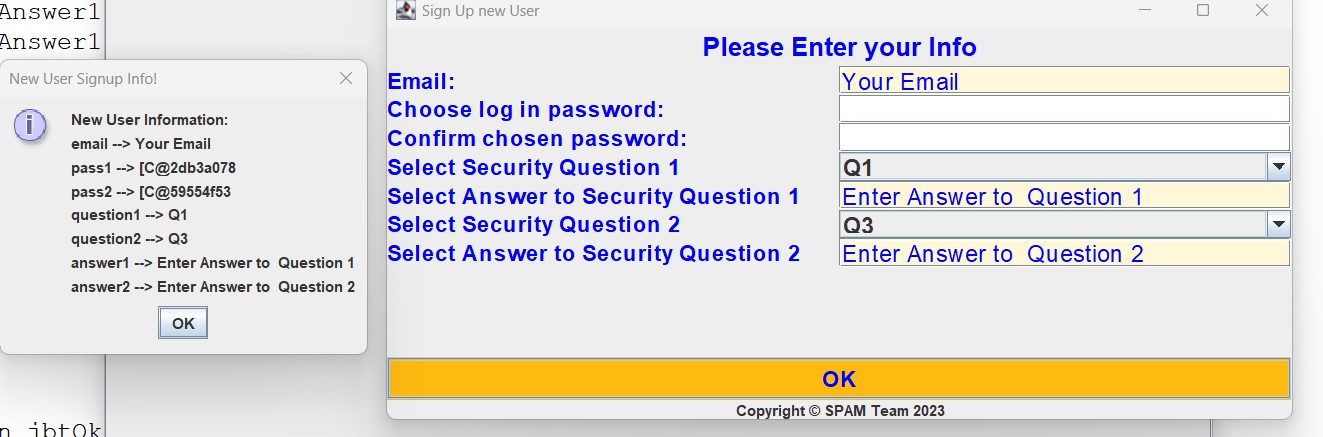 Answer1
Answer1
New User Signup Info!
New User Information:
email --> Your Email
pass1 --> [C@2db3a078
pass2 --> [C@59554f53
question1 --> Q1
question2 --> Q3
answer1 --> Enter Answer to  Question 1
answer2 --> Enter Answer to  Question 2
OK
n jbtOk
Sign Up new User
Please Enter your Info
Email: Your Email
Choose log in password:
Confirm chosen password:
Select Security Question 1 Q1
Select Answer to Security Question 1 Enter Answer to  Question 1
Select Security Question 2 Q3
Select Answer to Security Question 2 Enter Answer to  Question 2
OK
Copyright © SPAM Team 2023